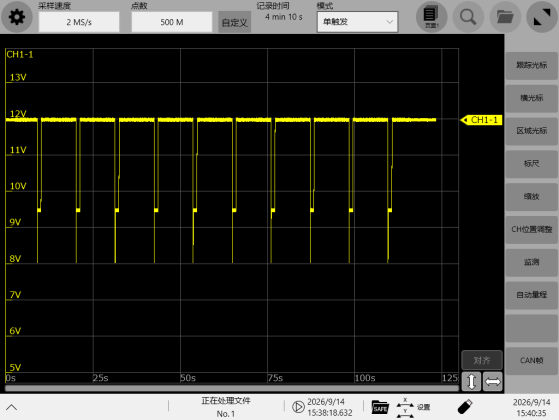 采样速度
点数
记录时间
模式
2 MS/s
500 M
自定义
4 min 10 s
单触发
页面1
CH1-1
13V
12V
11V
10V
9V
8V
7V
6V
5V
CH1-1
0s
25s
50s
75s
100s
125
跟踪光标
横光标
区域光标
标尺
缩放
CH位置调整
监测
自动量程
CAN帧
对齐
正在处理文件
No. 1
2026/9/14
15:38:18.632
SAFE
X
Y
设置
2026/9/14
15:40:35